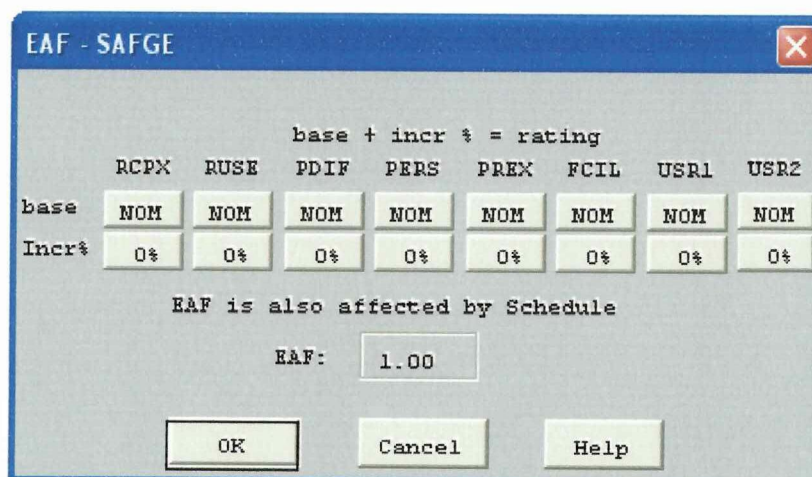 EAF - SAFGE
base + incr % = rating
RCPX RUSE PDIF PERS PREX FCIL USR1 USR2
base NOM NOM NOM NOM NOM NOM NOM NOM
Incr% 0% 0% 0% 0% 0% 0% 0% 0%
EAF is also affected by Schedule
EAF: 1.00
OK Cancel Help